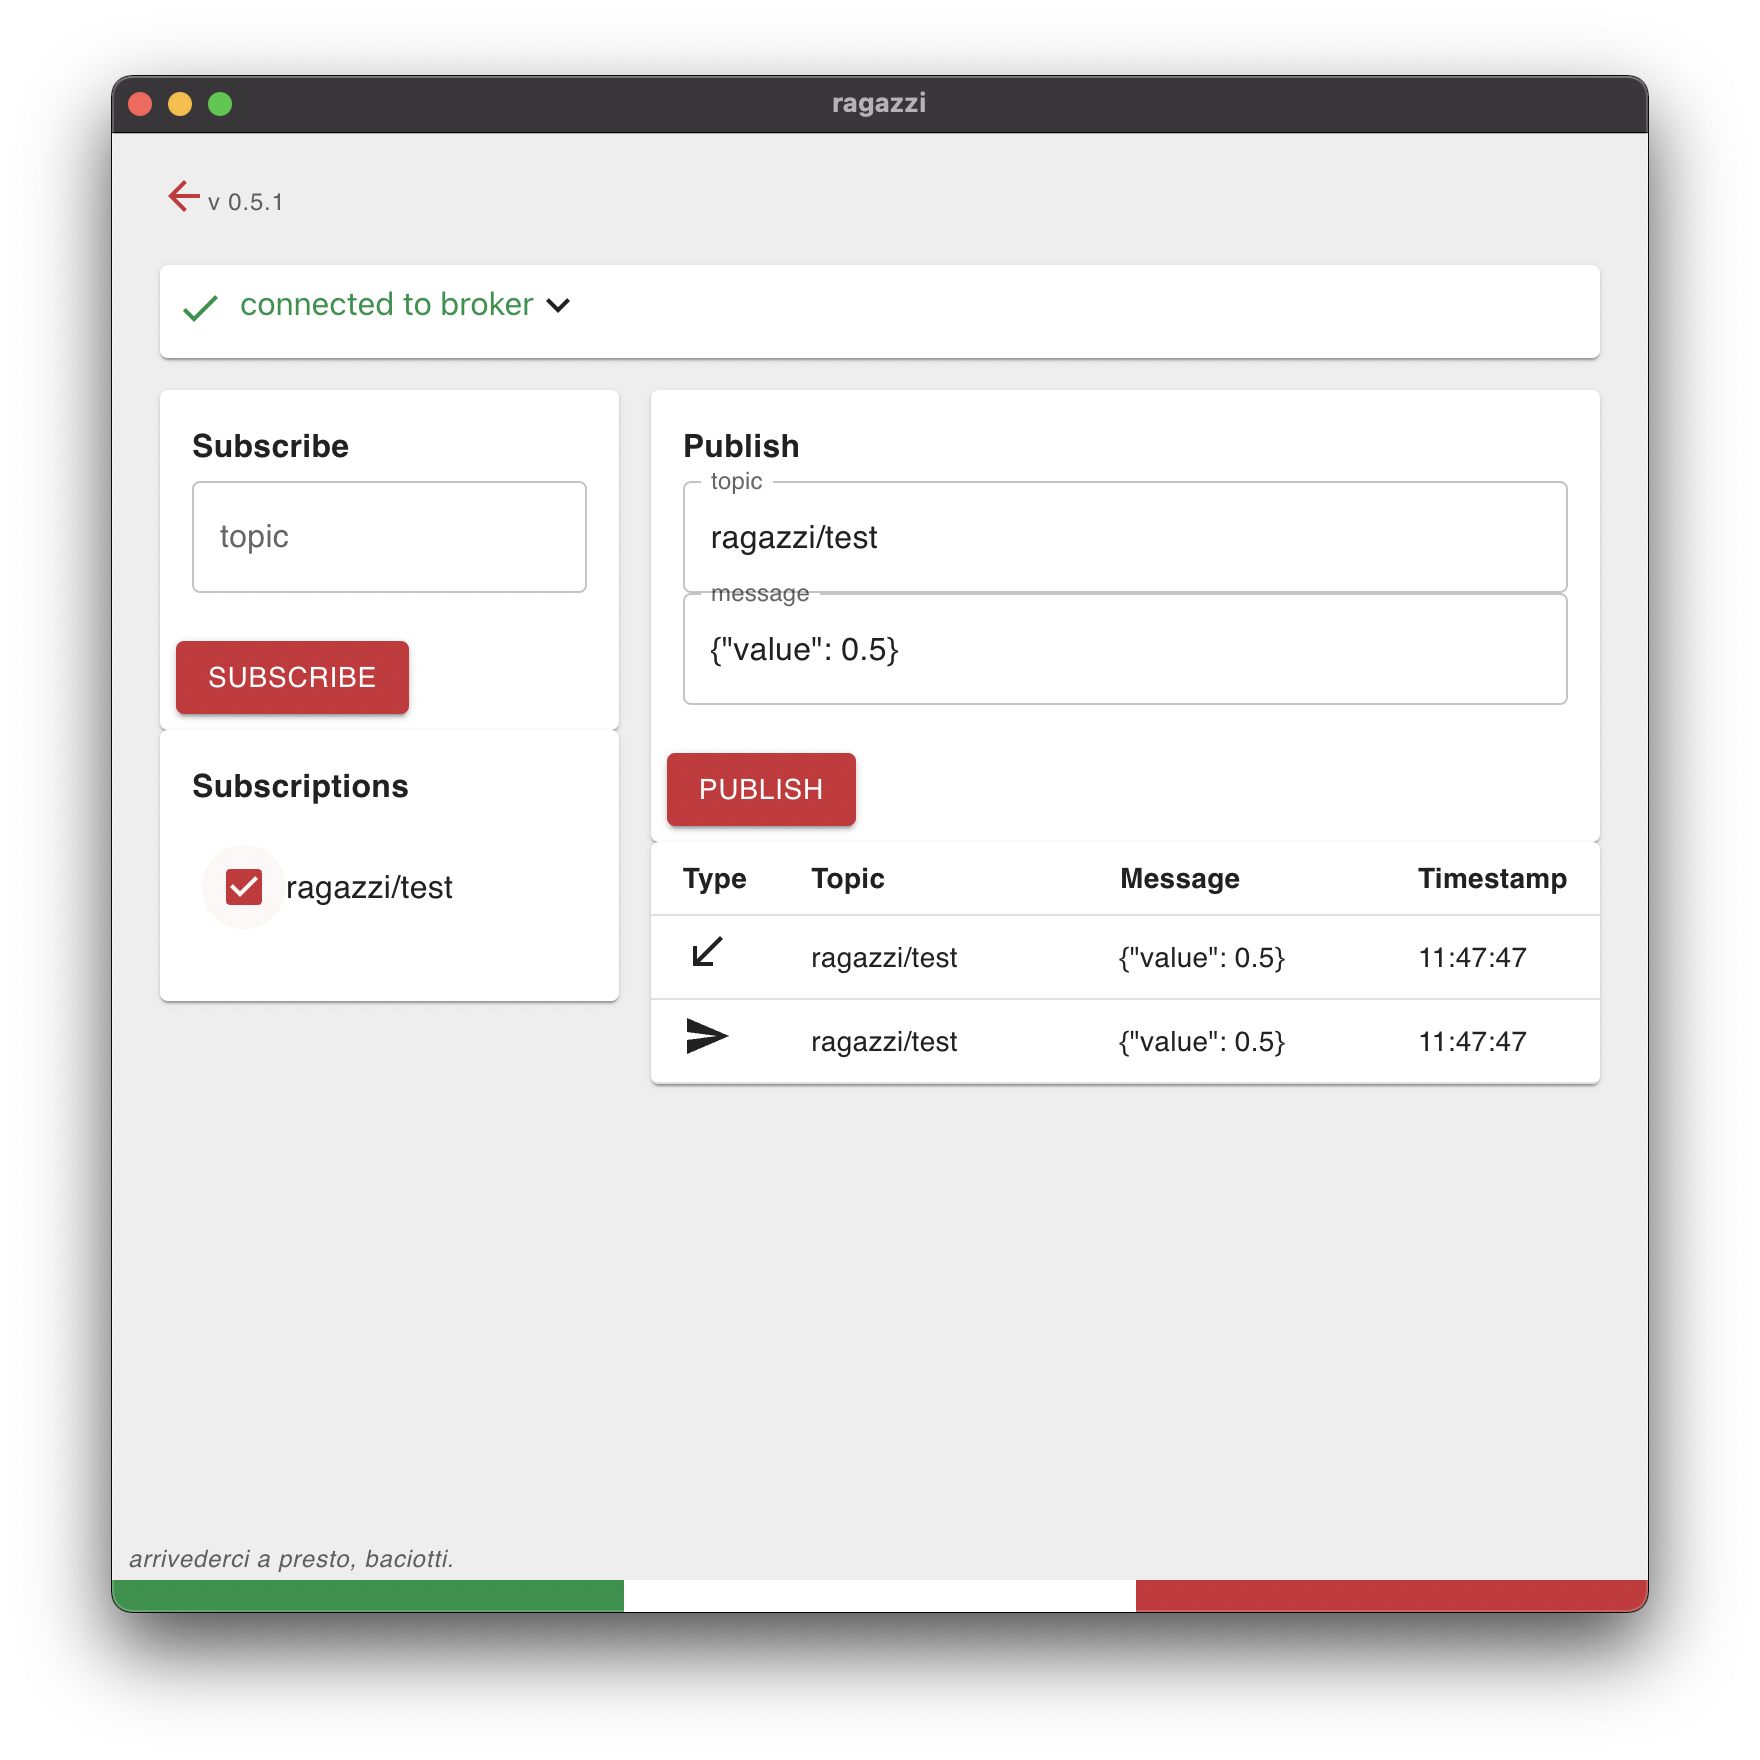 ragazzi
v 0.5.1
connected to broker
Subscribe
topic
SUBSCRIBE
Subscriptions
ragazzi/test
Publish
topic
ragazzi/test
message
{"value": 0.5}
PUBLISH
Type Topic Message Timestamp
ragazzi/test {"value": 0.5} 11:47:47
ragazzi/test {"value": 0.5} 11:47:47
arrivederci a presto, baciotti.